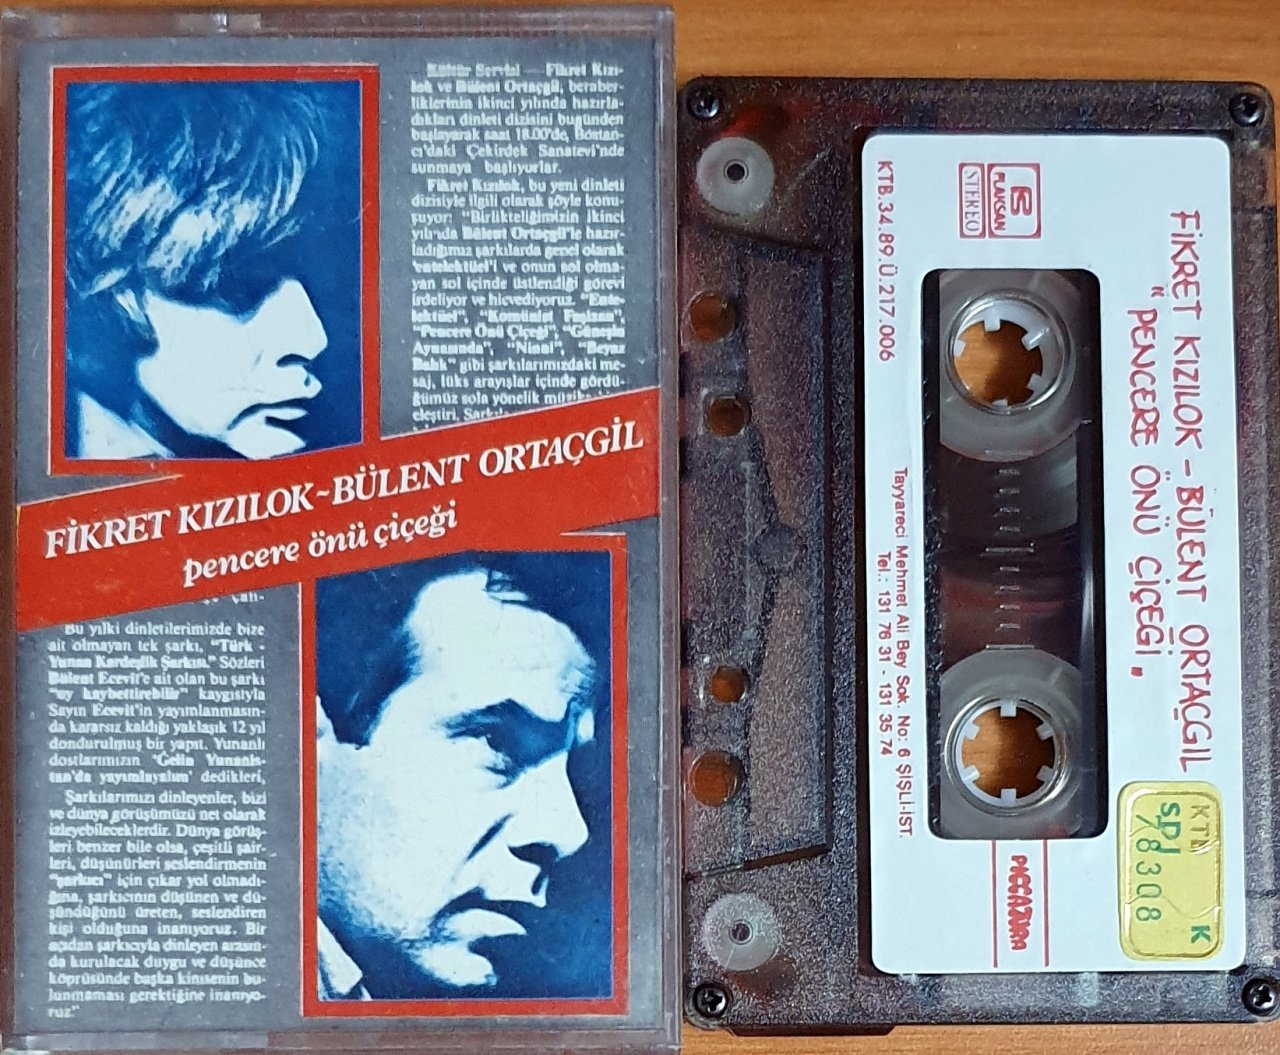 Kültür Servisi — Fikret Kızı-
lok ve Bülent Ortaçgil, beraber-
liklerinin ikinci yılında hazırla-
dıkları dinleti dizisini bugünden
başlayarak saat 18.00'de, Bostan-
cı'daki Çekirdek Sanatevi'nde
sunmaya başlıyorlar.
Fikret Kızılok, bu yeni dinleti
dizisiyle ilgili olarak şöyle konu-
şuyor: "Birlikteliğimizin ikinci
yılında Bülent Ortaçgil'le hazır-
ladığımız şarkılarda genel olarak
'entelektüel'i ve onun sol olma-
yan sol içinde üstlendiği görevi
irdeliyor ve hicvediyoruz. "Ente-
lektüel", "Komünist Faşizan",
"Pencere Önü Çiçeği", "Güneşin
Aynasında", "Ninni", "Beyaz
Balık" gibi şarkılarımızdaki me-
saj, lüks arayışlar içinde gördü-
ğümüz sola yönelik
eleştiri.
FİKRET KIZILOK~BÜLENT ORTAÇGİL
pencere önü çiçeği
Bu yılki dinletilerimizde bize
ait olmayan tek şarkı, "Türk -
Yunan Kardeşlik Şarkısı." Sözleri
Bülent Ecevit'e ait olan bu şarkı
"oy kaybettirebilir" kaygısıyla
Sayın Ecevit'in yayımlanmasın-
da kararsız kaldığı yaklaşık 12 yıl
dondurulmuş bir yapıt. Yunanlı
dostlarımızın 'Gelin Yunanis-
tan'da yayımlayalım' dedikleri,
Şarkılarımızı dinleyenler, bizi
ve dünya görüşümüzü net olarak
izleyebileceklerdir. Dünya görüş-
leri benzer bile olsa, çeşitli şair-
leri, düşünürleri seslendirmenin
"şarkıcı" için çıkar yol olmadı-
ğına, şarkıcının düşünen ve dü-
şündüğünü üreten, seslendiren
kişi olduğuna inanıyoruz. Bir
açıdan şarkıcıyla dinleyen arasın-
da kurulacak duygu ve düşünce
köprüsünde başka kimsenin bu-
lunmaması gerektiğine inanıyo-
ruz."
FİKRET KIZILOK - BÜLENT ORTAÇGİL
"PENCERE ÖNÜ ÇİÇEĞİ"
PLAKSAN
STEREO
KTB.34.89.Ü.217.006
Tayyareci Mehmet Ali Bey Sok. No: 6 ŞİŞLİ-İST.
Tel.: 131 76 31 - 131 35 74
PICCATURA
78308